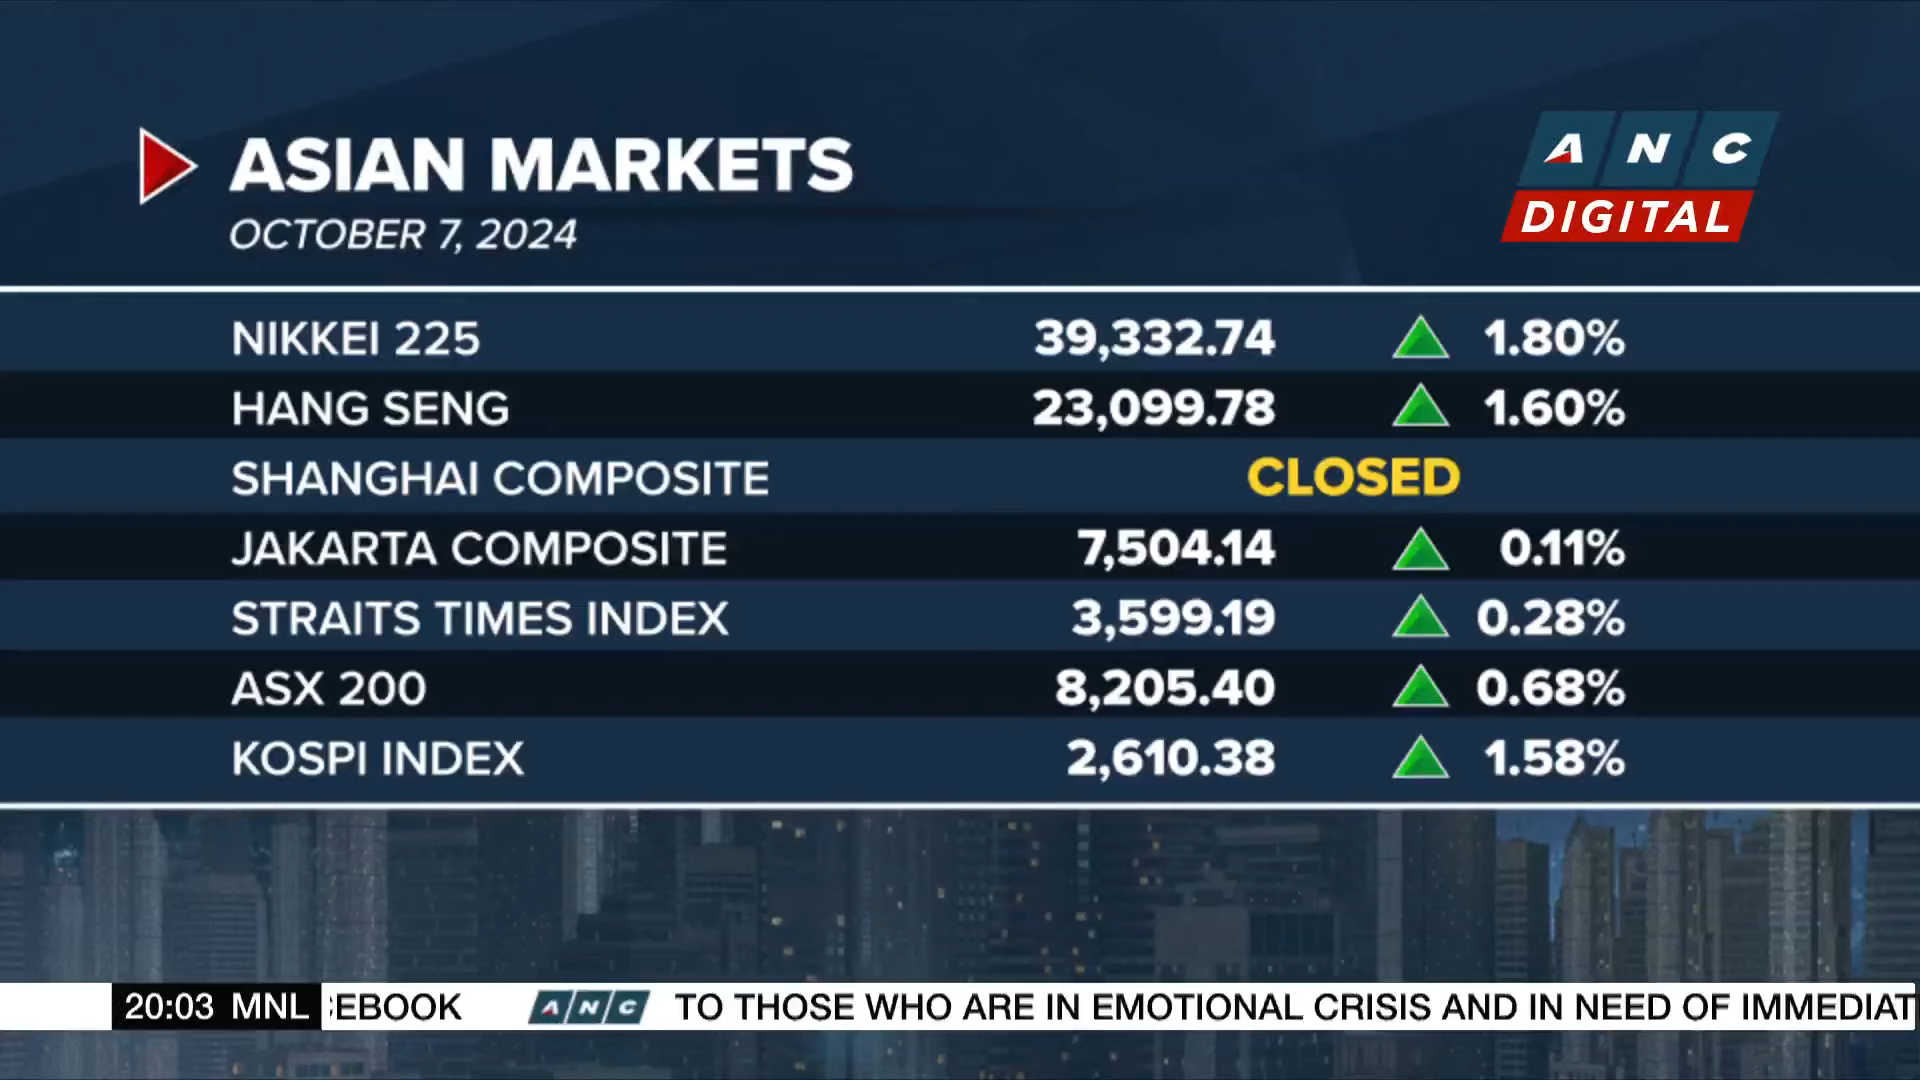 ASIAN MARKETS
OCTOBER 7, 2024
ANC
DIGITAL
NIKKEI 225 39,332.74 1.80%
HANG SENG 23,099.78 1.60%
SHANGHAI COMPOSITE CLOSED
JAKARTA COMPOSITE 7,504.14 0.11%
STRAITS TIMES INDEX 3,599.19 0.28%
ASX 200 8,205.40 0.68%
KOSPI INDEX 2,610.38 1.58%
20:03 MNL EBOOK ANC TO THOSE WHO ARE IN EMOTIONAL CRISIS AND IN NEED OF IMMEDIAT